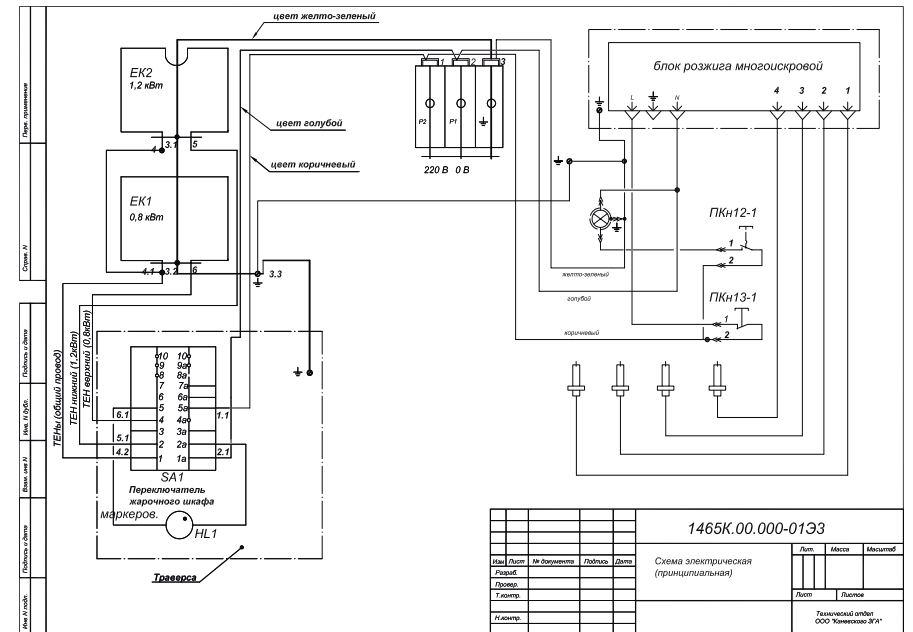 цвет желто-зеленый
EK2
1,2 кВт
4
3.1
5
EK1
0,8 кВт
4.1
3.2
6
3.3
цвет голубой
цвет коричневый
1
2
3
P2
P1
220 В
0 В
блок розжига многоискровой
L
N
4
3
2
1
ПКн12-1
1
2
ПКн13-1
1
2
желто-зеленый
голубой
коричневый
ТЕНы (общий провод)
ТЕН нижний (1,2кВт)
ТЕН верхний (0,8кВт)
10 10
9 9а
8 8а
7 7а
6 6а
5 5а
4 4а
3 3а
2 2а
1 1а
6.1
5.1
4.2
1.1
2.1
SA1
Переключатель
жарочного шкафа
маркеров.
HL1
Траверса
Перв. применение
Справ. N
Подпись и дата
Инв. N дубл.
Взам. инв N
Подпись и дата
Инв N подл.
1465К.00.000-01ЭЗ
Схема электрическая
(принципиальная)
Изм Лист № документа Подпись Дата
Разраб.
Провер.
Т.контр.
Н.контр.
Лит. Масса Масштаб
Лист Листов
Технический отдел
ООО "Каневского ЗГА"